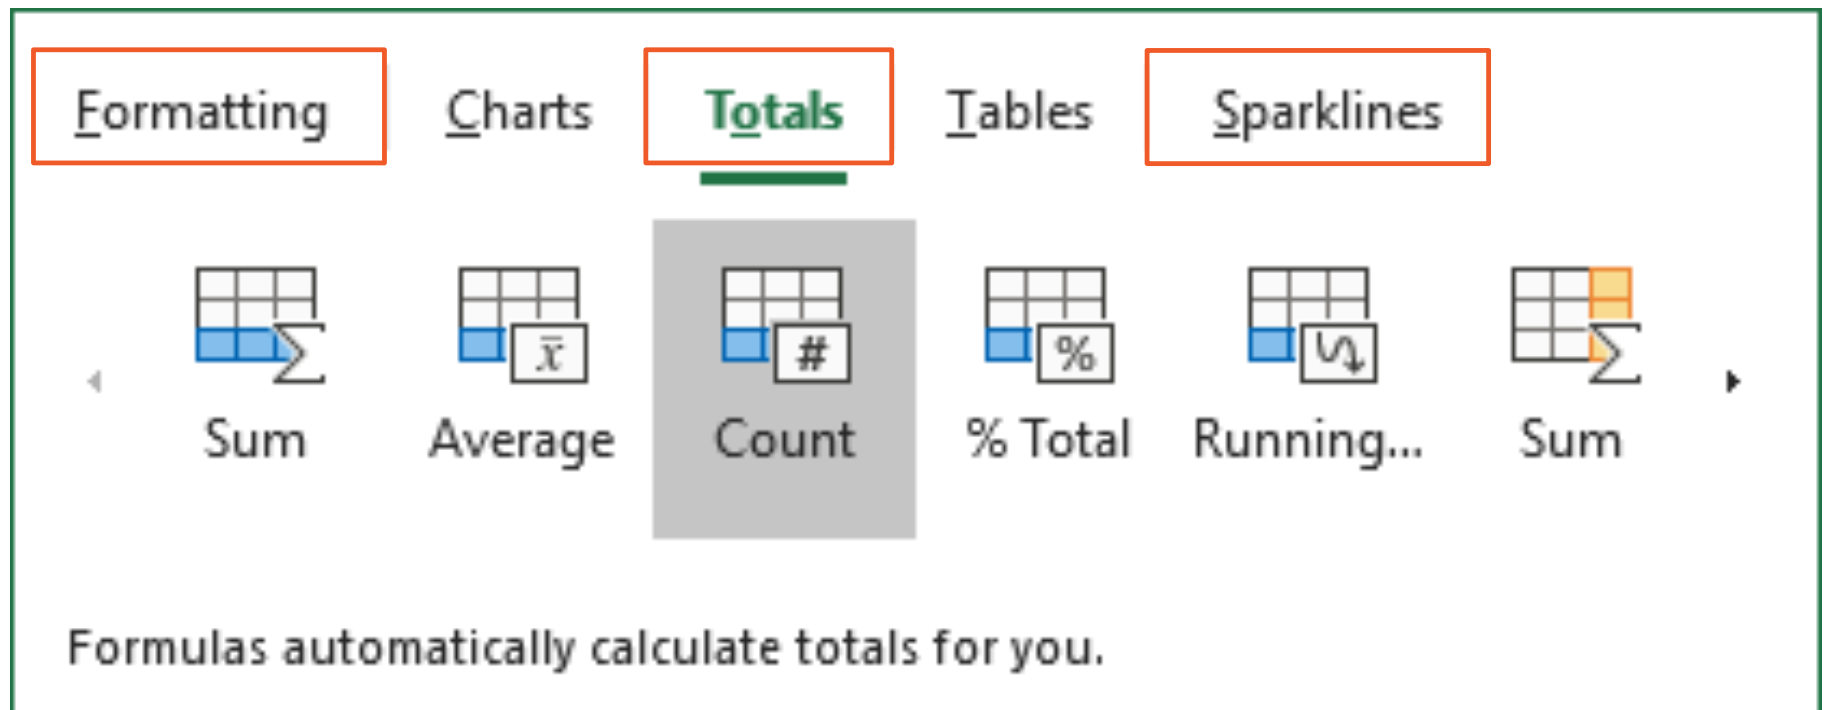 Formatting Charts Totals Tables Sparklines
x̅ # %
Sum Average Count % Total Running... Sum
Formulas automatically calculate totals for you.